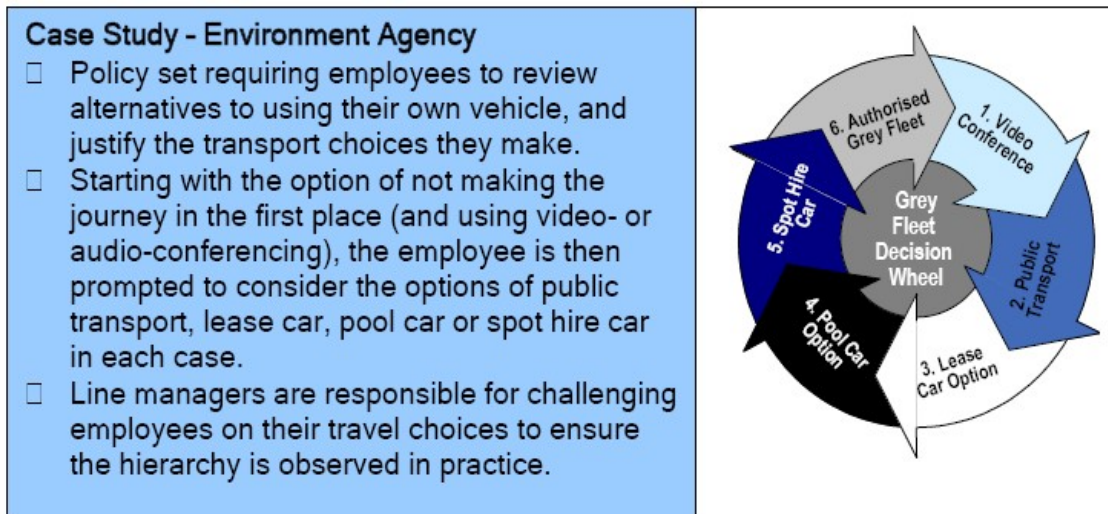 Case Study - Environment Agency
□ Policy set requiring employees to review
alternatives to using their own vehicle, and
justify the transport choices they make.
□ Starting with the option of not making the
journey in the first place (and using video- or
audio-conferencing), the employee is then
prompted to consider the options of public
transport, lease car, pool car or spot hire car
in each case.
□ Line managers are responsible for challenging
employees on their travel choices to ensure
the hierarchy is observed in practice.
6. Authorised
Grey Fleet
1. Video
Conference
2. Public
Transport
3. Lease
Car Option
4. Pool Car
Option
5. Spot Hire
Car
Grey
Fleet
Decision
Wheel